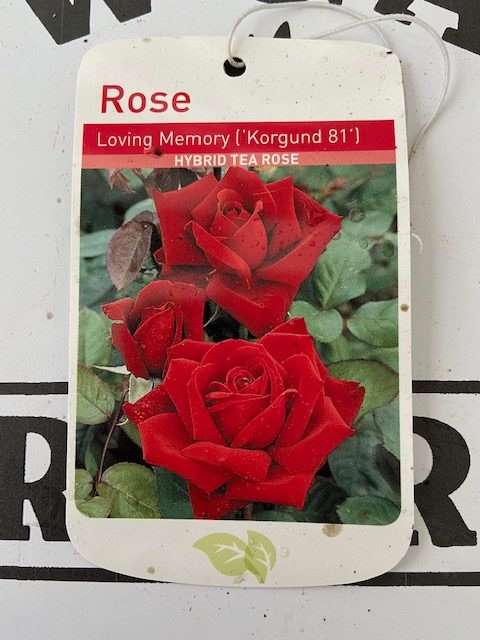 Rose
Loving Memory ('Korgund 81')
HYBRID TEA ROSE